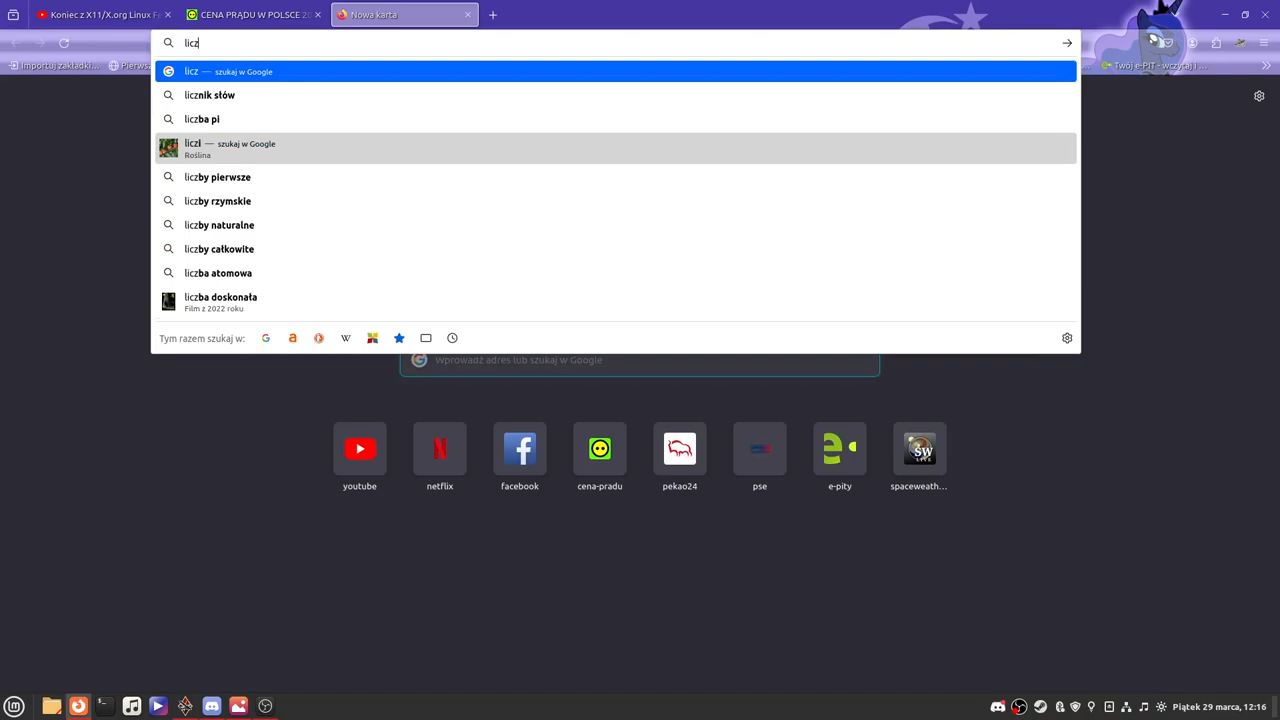 Koniec z X11/X.org Linux Fe
CENA PRĄDU W POLSCE 20
Nowa karta
licz
Importuj zakładki...
Pierws
Twój e-PIT - wczytaj i ...
licz — szukaj w Google
licznik słów
liczba pi
liczi — szukaj w Google
Roślina
liczby pierwsze
liczby rzymskie
liczby naturalne
liczby całkowite
liczba atomowa
liczba doskonała
Film z 2022 roku
Tym razem szukaj w:
Wprowadź adres lub szukaj w Google
youtube
netflix
facebook
cena-pradu
pekao24
pse
e-pity
spaceweath...
Piątek 29 marca, 12:16